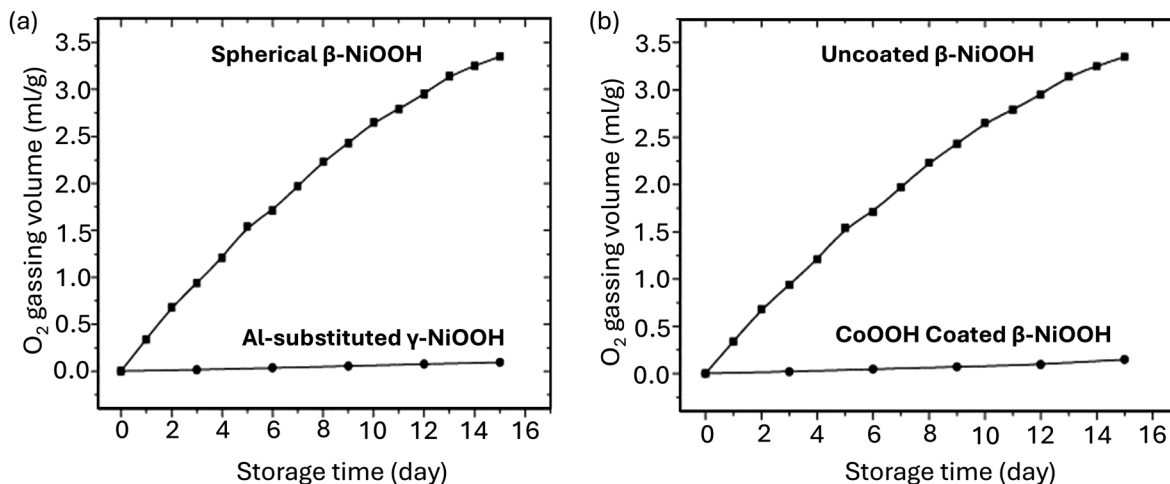 (a)
O₂ gassing volume (ml/g)
3.5
3.0
2.5
2.0
1.5
1.0
0.5
0.0
Spherical β-NiOOH
Al-substituted γ-NiOOH
0 2 4 6 8 10 12 14 16
Storage time (day)
(b)
O₂ gassing volume (ml/g)
3.5
3.0
2.5
2.0
1.5
1.0
0.5
0.0
Uncoated β-NiOOH
CoOOH Coated β-NiOOH
0 2 4 6 8 10 12 14 16
Storage time (day)